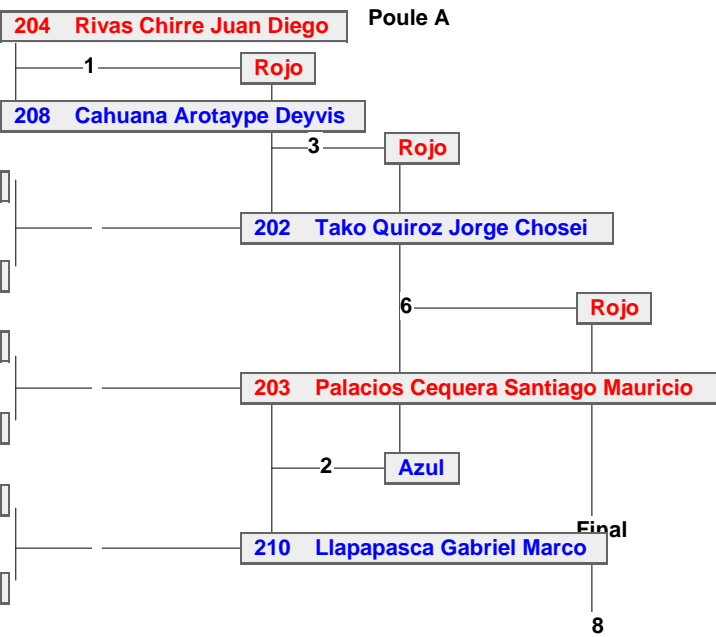 Poule A
204 Rivas Chirre Juan Diego
1 Rojo
208 Cahuana Arotaype Deyvis
3 Rojo
202 Tako Quiroz Jorge Chosei
6 Rojo
203 Palacios Cequera Santiago Mauricio
2 Azul
Final
210 Llapapasca Gabriel Marco
8